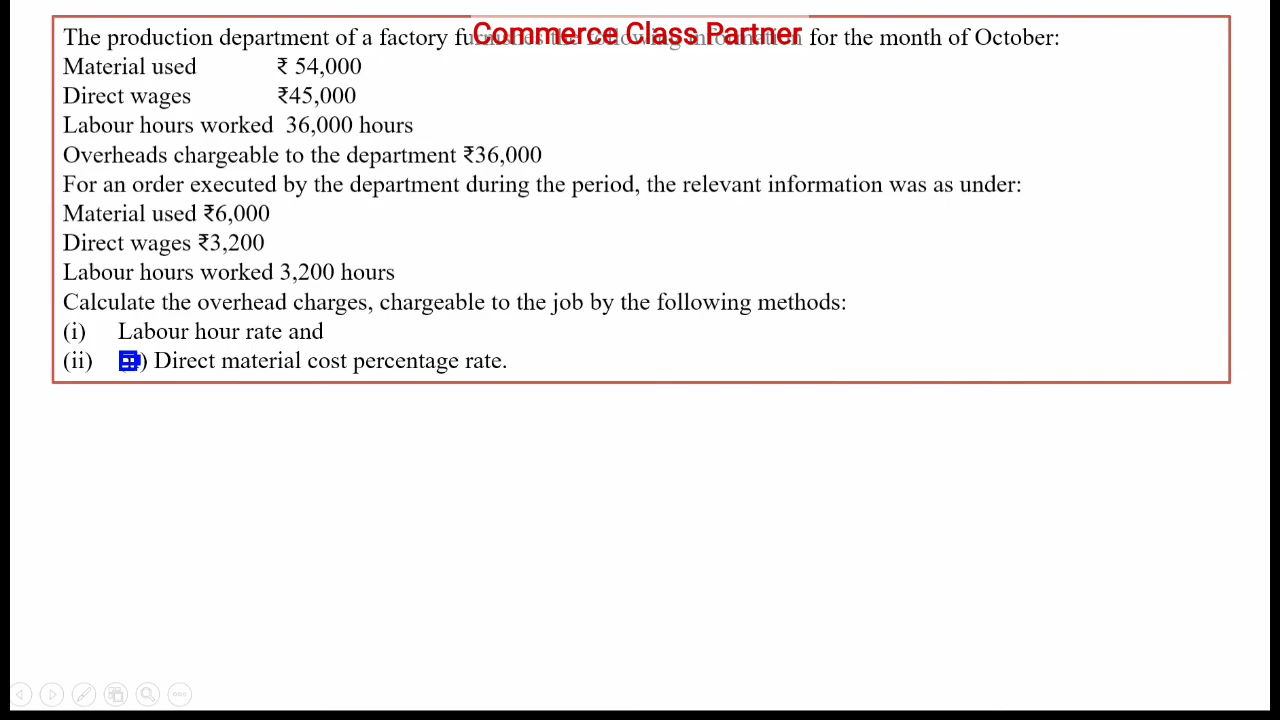 Commerce Class Partner
The production department of a factory furnishes the following information for the month of October:
Material used ₹ 54,000
Direct wages ₹45,000
Labour hours worked 36,000 hours
Overheads chargeable to the department ₹36,000
For an order executed by the department during the period, the relevant information was as under:
Material used ₹6,000
Direct wages ₹3,200
Labour hours worked 3,200 hours
Calculate the overhead charges, chargeable to the job by the following methods:
(i) Labour hour rate and
(ii) ) Direct material cost percentage rate.